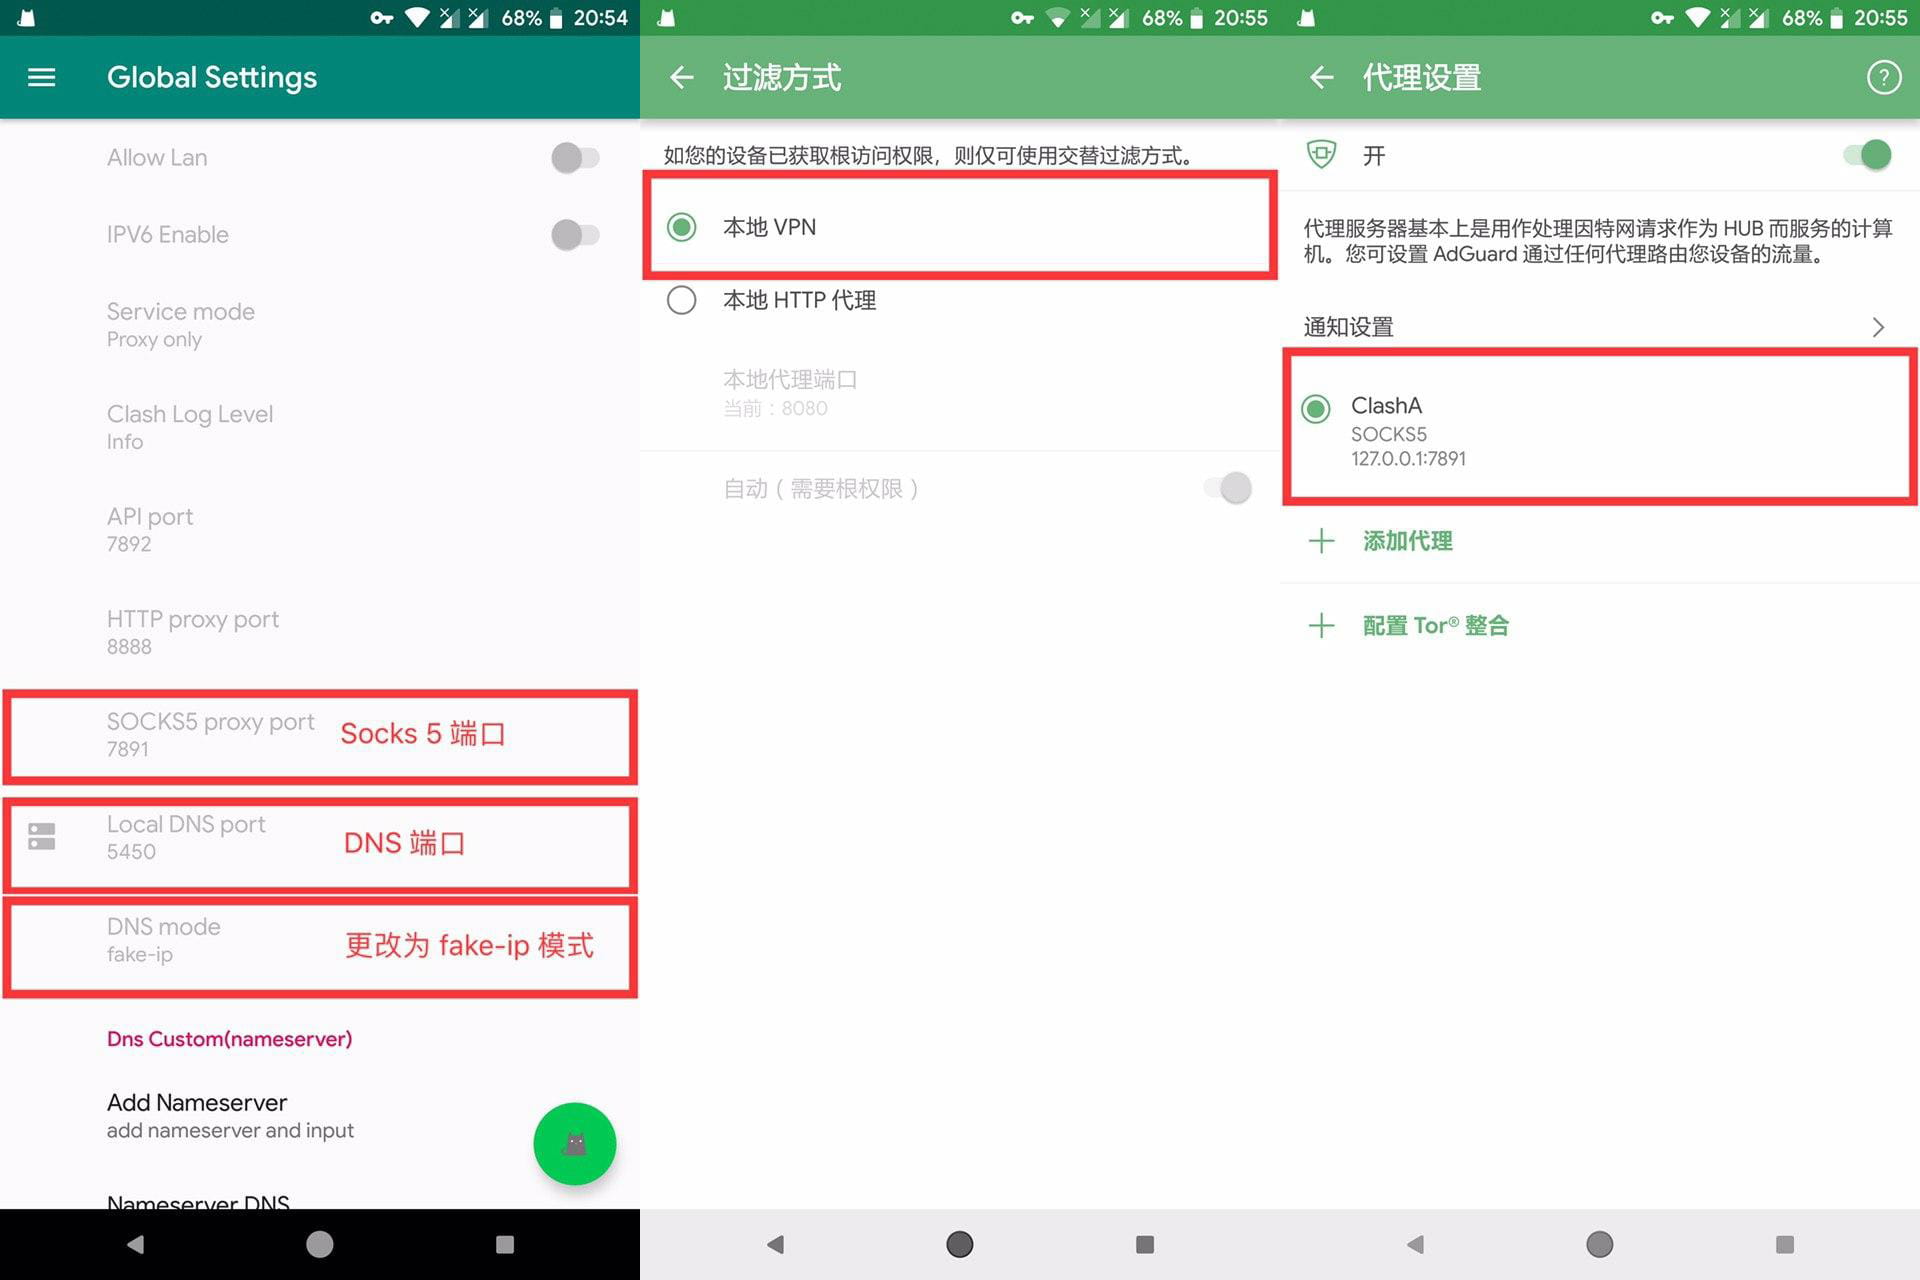 68% 20:54
Global Settings
Allow Lan
IPV6 Enable
Service mode
Proxy only
Clash Log Level
Info
API port
7892
HTTP proxy port
8888
SOCKS5 proxy port
7891
Socks 5 端口
Local DNS port
5450
DNS 端口
DNS mode
fake-ip
更改为 fake-ip 模式
Dns Custom(nameserver)
Add Nameserver
add nameserver and input
Nameserver DNS
68% 20:55
过滤方式
如您的设备已获取根访问权限，则仅可使用交替过滤方式。
本地 VPN
本地 HTTP 代理
本地代理端口
当前：8080
自动（需要根权限）
68% 20:55
代理设置
?
开
代理服务器基本上是用作处理因特网请求作为 HUB 而服务的计算
机。您可设置 AdGuard 通过任何代理路由您设备的流量。
通知设置
ClashA
SOCKS5
127.0.0.1:7891
添加代理
配置 Tor® 整合